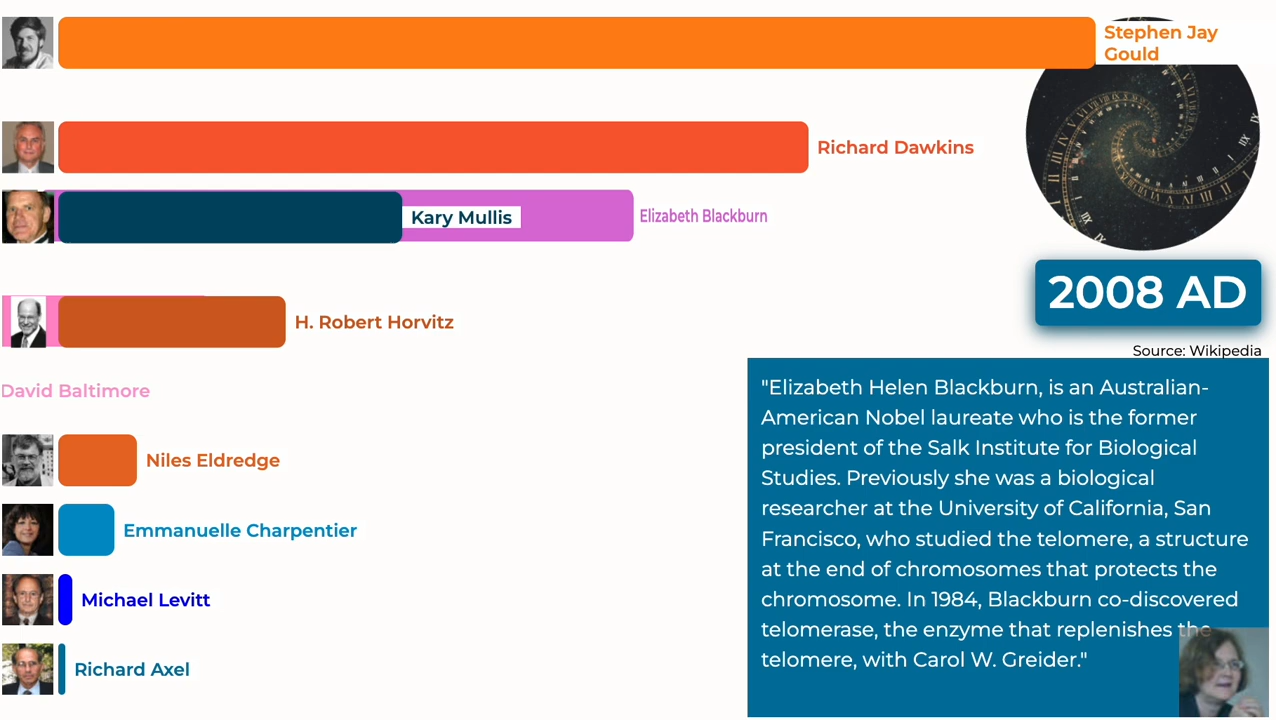 Stephen Jay
Gould
Richard Dawkins
Kary Mullis
Elizabeth Blackburn
2008 AD
H. Robert Horvitz
Source: Wikipedia
David Baltimore
Niles Eldredge
Emmanuelle Charpentier
Michael Levitt
Richard Axel
"Elizabeth Helen Blackburn, is an Australian-
American Nobel laureate who is the former
president of the Salk Institute for Biological
Studies. Previously she was a biological
researcher at the University of California, San
Francisco, who studied the telomere, a structure
at the end of chromosomes that protects the
chromosome. In 1984, Blackburn co-discovered
telomerase, the enzyme that replenishes the
telomere, with Carol W. Greider."